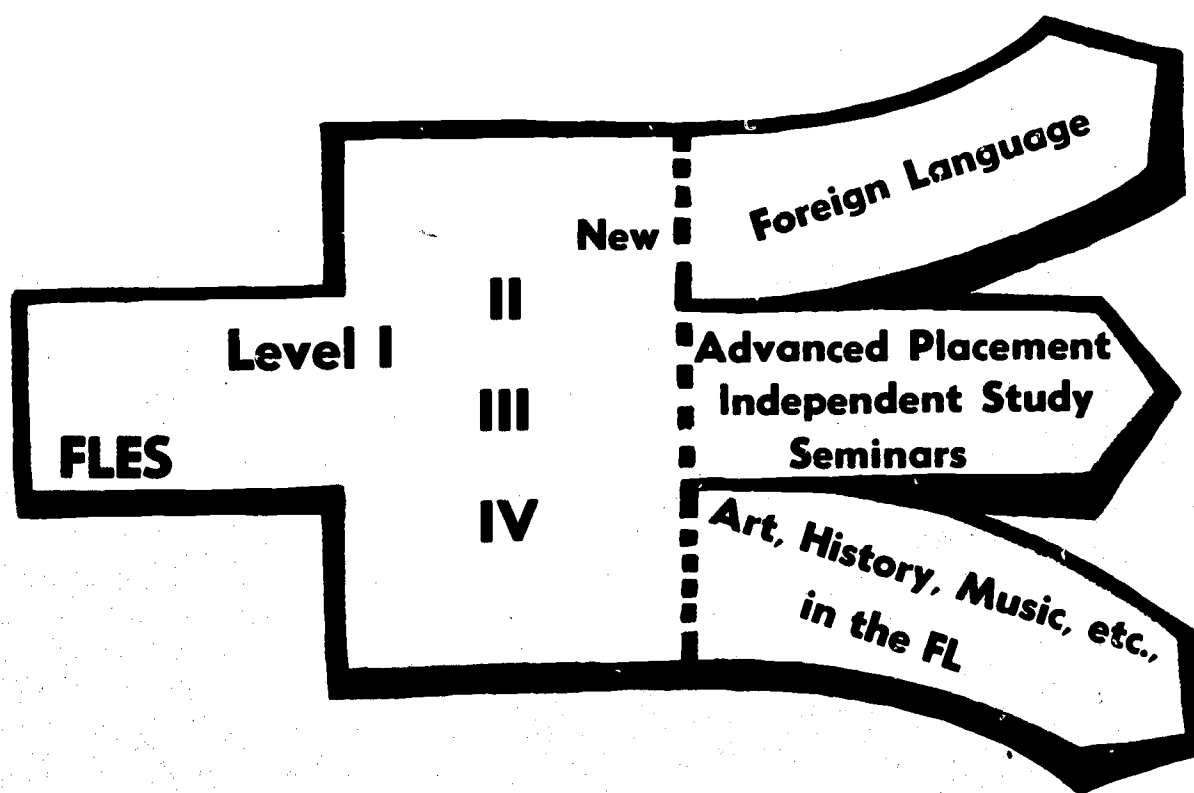 FLES
Level I
II
III
IV
New Foreign Language
Advanced Placement
Independent Study
Seminars
Art, History, Music, etc.,
in the FL